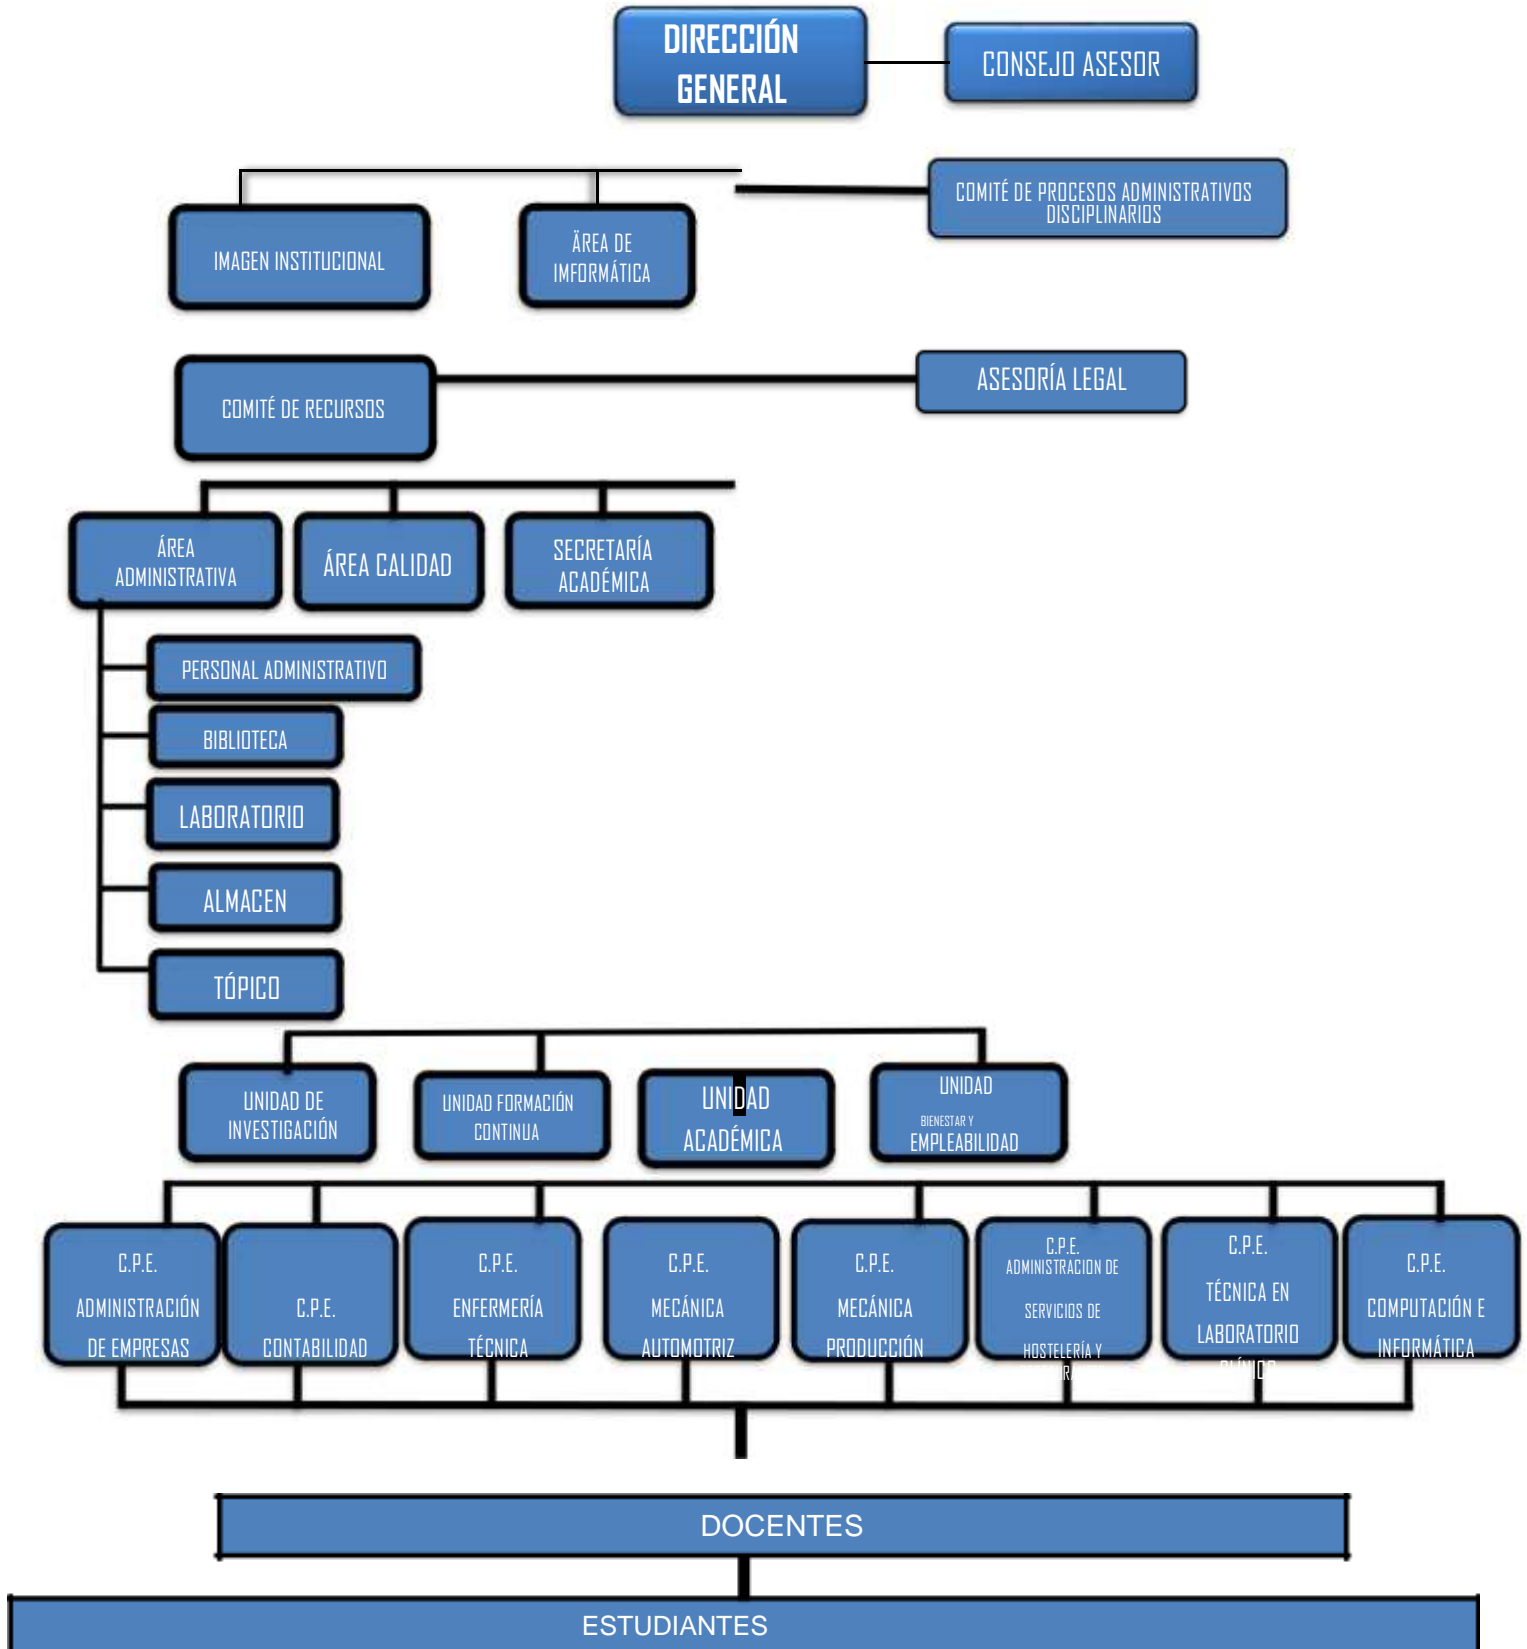 DIRECCIÓN
GENERAL
CONSEJO ASESOR
COMITÉ DE PROCESOS ADMINISTRATIVOS
DISCIPLINARIOS
IMAGEN INSTITUCIONAL
ÄREA DE
IMFORMÁTICA
ASESORÍA LEGAL
COMITÉ DE RECURSOS
ÁREA
ADMINISTRATIVA
ÁREA CALIDAD
SECRETARÍA
ACADÉMICA
PERSONAL ADMINISTRATIVO
BIBLIOTECA
LABORATORIO
ALMACEN
TÓPICO
UNIDAD DE
INVESTIGACIÓN
UNIDAD FORMACIÓN
CONTINUA
UNIDAD
ACADÉMICA
UNIDAD
BIENESTAR Y
EMPLEABILIDAD
C.P.E.
ADMINISTRACIÓN
DE EMPRESAS
C.P.E.
CONTABILIDAD
C.P.E.
ENFERMERÍA
TÉCNICA
C.P.E.
MECÁNICA
AUTOMOTRIZ
C.P.E.
MECÁNICA
PRODUCCIÓN
C.P.E.
ADMINISTRACION DE
SERVICIOS DE
HOSTELERÍA Y
C.P.E.
TÉCNICA EN
LABORATORIO
CLÍNICO
C.P.E.
COMPUTACIÓN E
INFORMÁTICA
DOCENTES
ESTUDIANTES